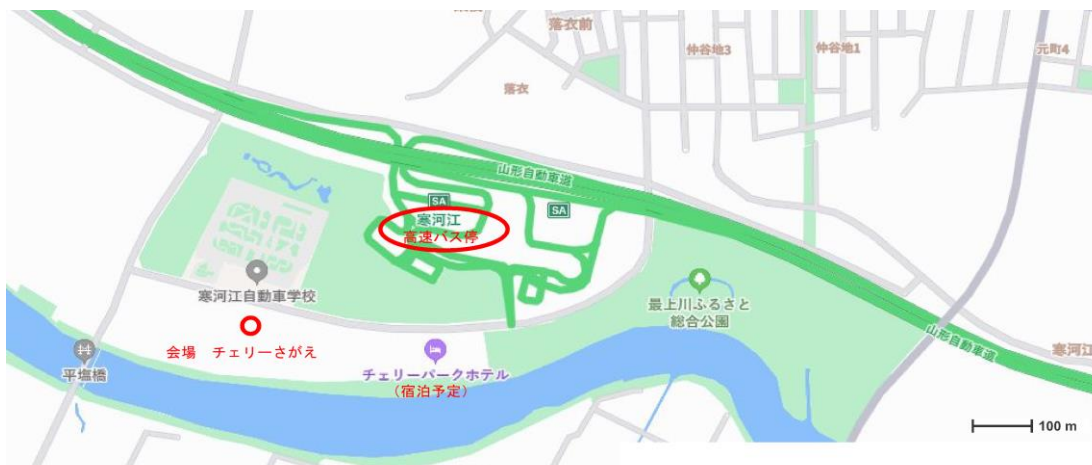 落衣前
仲谷地3
仲谷地1
元町4
落衣
山形自動車道
SA
SA
寒河江
高速バス停
寒河江自動車学校
最上川ふるさと
総合公園
会場 チェリーさがえ
山形自動車道
寒河江
平塩橋
チェリーパークホテル
(宿泊予定)
100 m